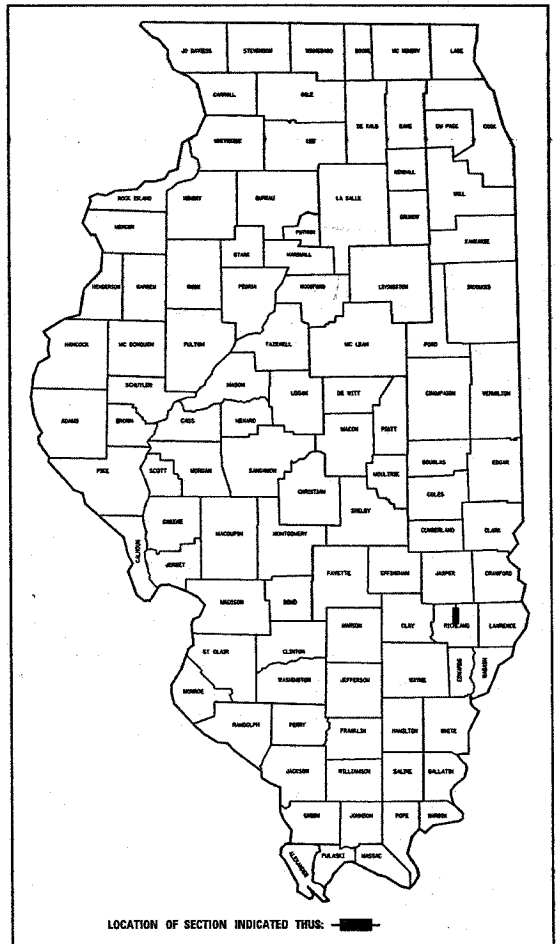 JO DAVIESS STEPHENSON WINNEBAGO BOONE MC HENRY LAKE
CARROLL OGLE
DE KALB KANE DU PAGE COOK
WHITESIDE LEE
KENDALL
ROCK ISLAND HENRY BUREAU LA SALLE WILL
GRUNDY
MERCER PUTNAM
KANKAKEE
STARK MARSHALL
HENDERSON WARREN KNOX PEORIA WOODFORD LIVINGSTON IROQUOIS
HANCOCK MC DONOUGH FULTON TAZEWELL MC LEAN FORD
SCHUYLER MASON
LOGAN DE WITT CHAMPAIGN VERMILION
ADAMS BROWN CASS MENARD
MACON PIATT
PIKE SCOTT MORGAN SANGAMON DOUGLAS EDGAR
MOULTRIE
CHRISTIAN COLES
SHELBY
GREENE MACOUPIN MONTGOMERY CUMBERLAND CLARK
CALHOUN
JERSEY FAYETTE EFFINGHAM JASPER CRAWFORD
MADISON BOND
MARION CLAY RICHLAND LAWRENCE
ST CLAIR CLINTON
WASHINGTON JEFFERSON WAYNE EDWARDS WABASH
MONROE
RANDOLPH PERRY FRANKLIN HAMILTON WHITE
JACKSON WILLIAMSON SALINE GALLATIN
UNION JOHNSON POPE HARDIN
ALEXANDER PULASKI MASSAC
LOCATION OF SECTION INDICATED THUS: